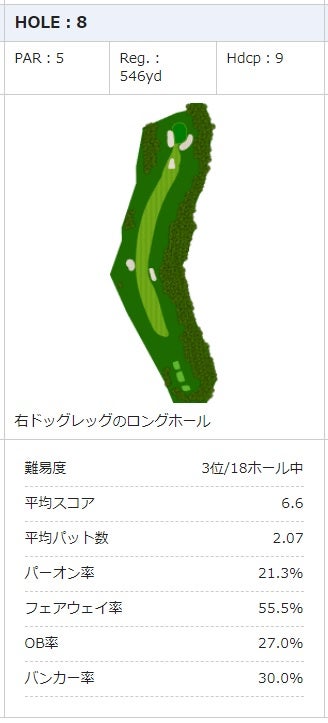 HOLE : 8
PAR : 5
Reg. :
546yd
Hdcp : 9
右ドッグレッグのロングホール
難易度 3位/18ホール中
平均スコア 6.6
平均パット数 2.07
パーオン率 21.3%
フェアウェイ率 55.5%
OB率 27.0%
バンカー率 30.0%